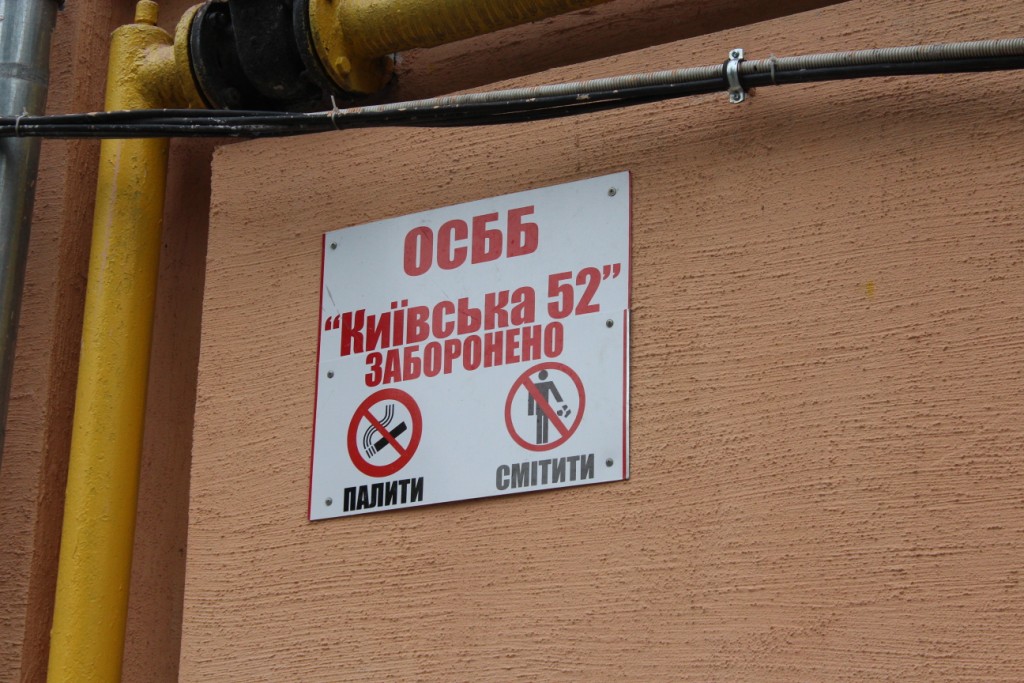 ОСББ
“Київська 52”
ЗАБОРОНЕНО
ПАЛИТИ
СМІТИТИ